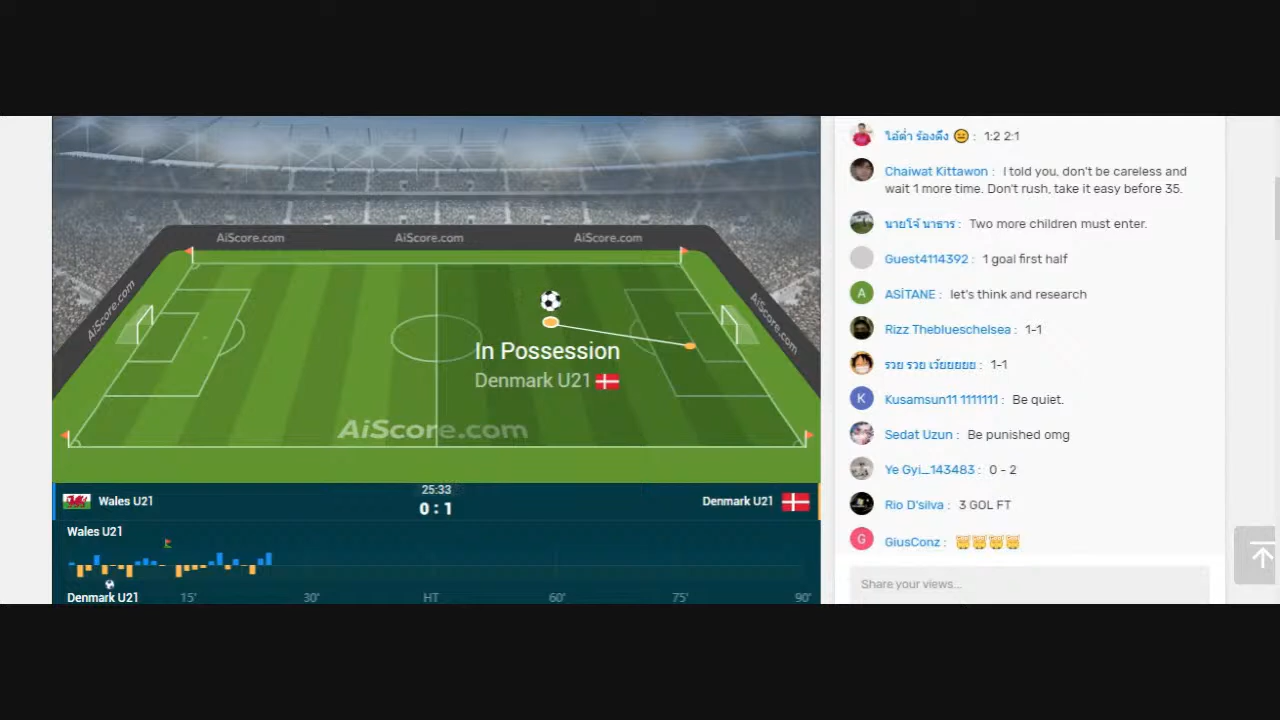 AiScore.com
AiScore.com
AiScore.com
AiScore.com
AiScore.com
In Possession
Denmark U21
AiScore.com
Wales U21
25:33
0 : 1
Denmark U21
Wales U21
Denmark U21
15'
30'
HT
60'
75'
90'
ไอ้ต่ำ ร้องดึ๋ง : 1:2 2:1
Chaiwat Kittawon : I told you, don't be careless and
wait 1 more time. Don't rush, take it easy before 35.
นายโจ้ นาธาร : Two more children must enter.
Guest4114392 : 1 goal first half
A
ASİTANE : let's think and research
Rizz Theblueschelsea : 1-1
รวย รวย เว้ยยยยย : 1-1
K
Kusamsun11 1111111 : Be quiet.
Sedat Uzun : Be punished omg
Ye Gyi_143483 : 0 - 2
Rio D'silva : 3 GOL FT
G
GiusConz :
Share your views...